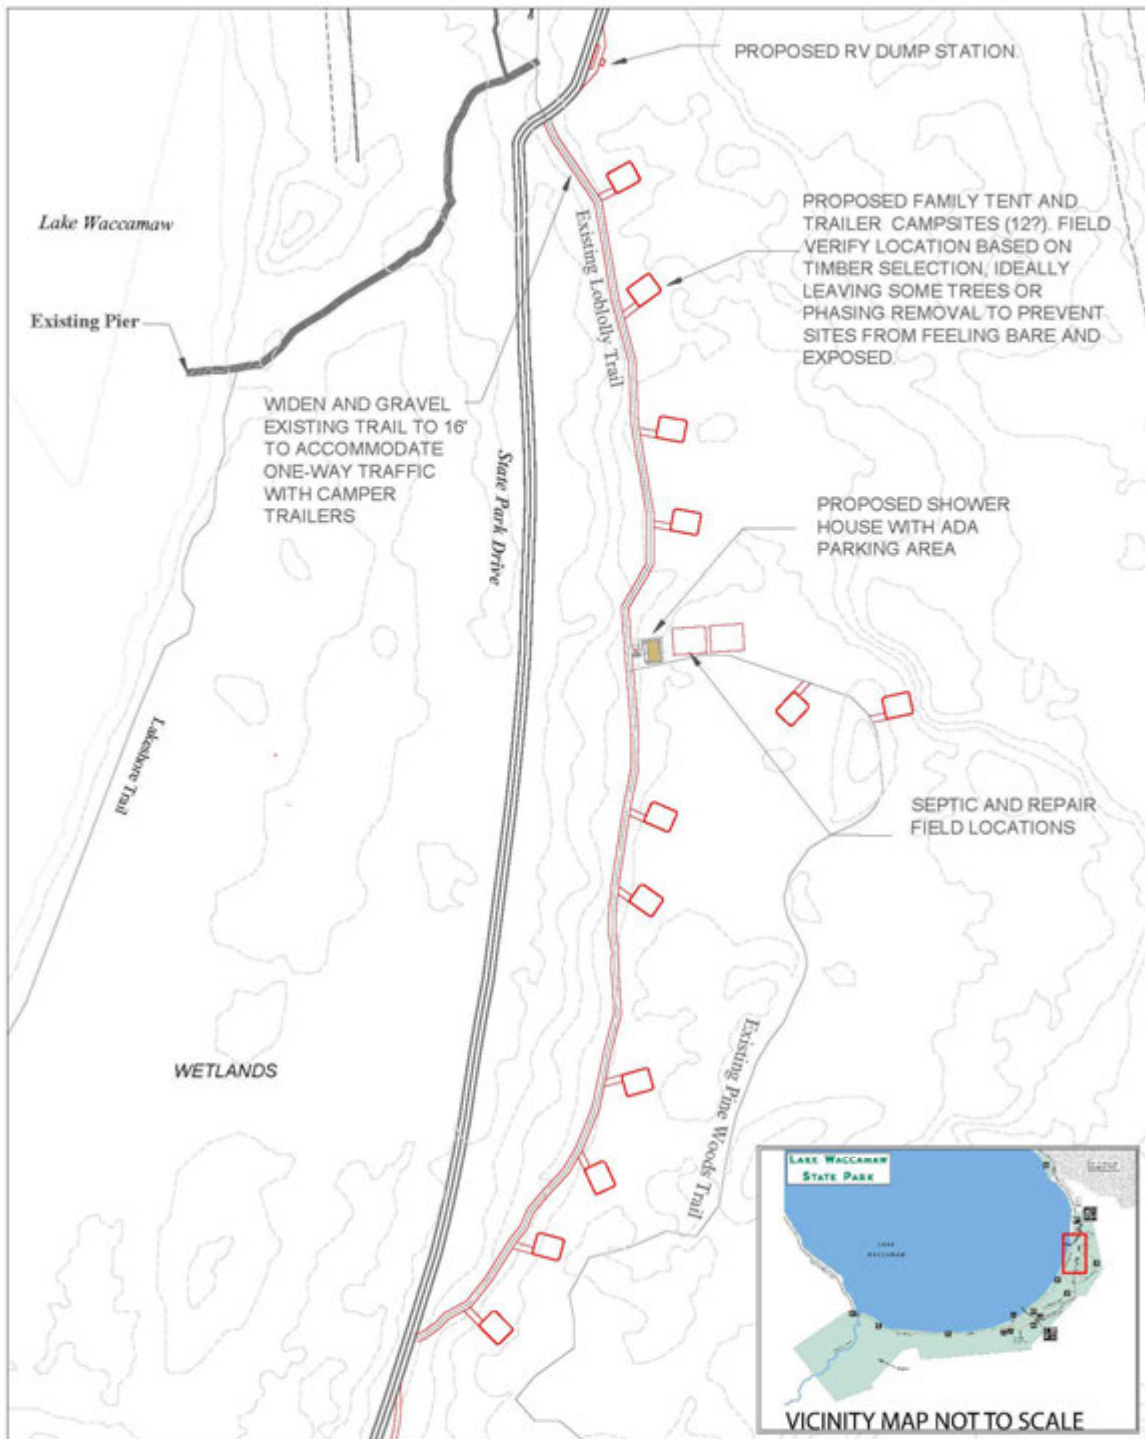 PROPOSED RV DUMP STATION.
PROPOSED FAMILY TENT AND
TRAILER CAMPSITES (12?). FIELD
VERIFY LOCATION BASED ON
TIMBER SELECTION, IDEALLY
LEAVING SOME TREES OR
PHASING REMOVAL TO PREVENT
SITES FROM FEELING BARE AND
EXPOSED.
Lake Waccamaw
Existing Pier
Existing Loblolly Trail
WIDEN AND GRAVEL
EXISTING TRAIL TO 16'
TO ACCOMMODATE
ONE-WAY TRAFFIC
WITH CAMPER
TRAILERS
State Park Drive
PROPOSED SHOWER
HOUSE WITH ADA
PARKING AREA
Lakeshore Trail
SEPTIC AND REPAIR
FIELD LOCATIONS
WETLANDS
Existing Pine Woods Trail
LAKE WACCAMAW
STATE PARK
LAKE
WACCAMAW
VICINITY MAP NOT TO SCALE